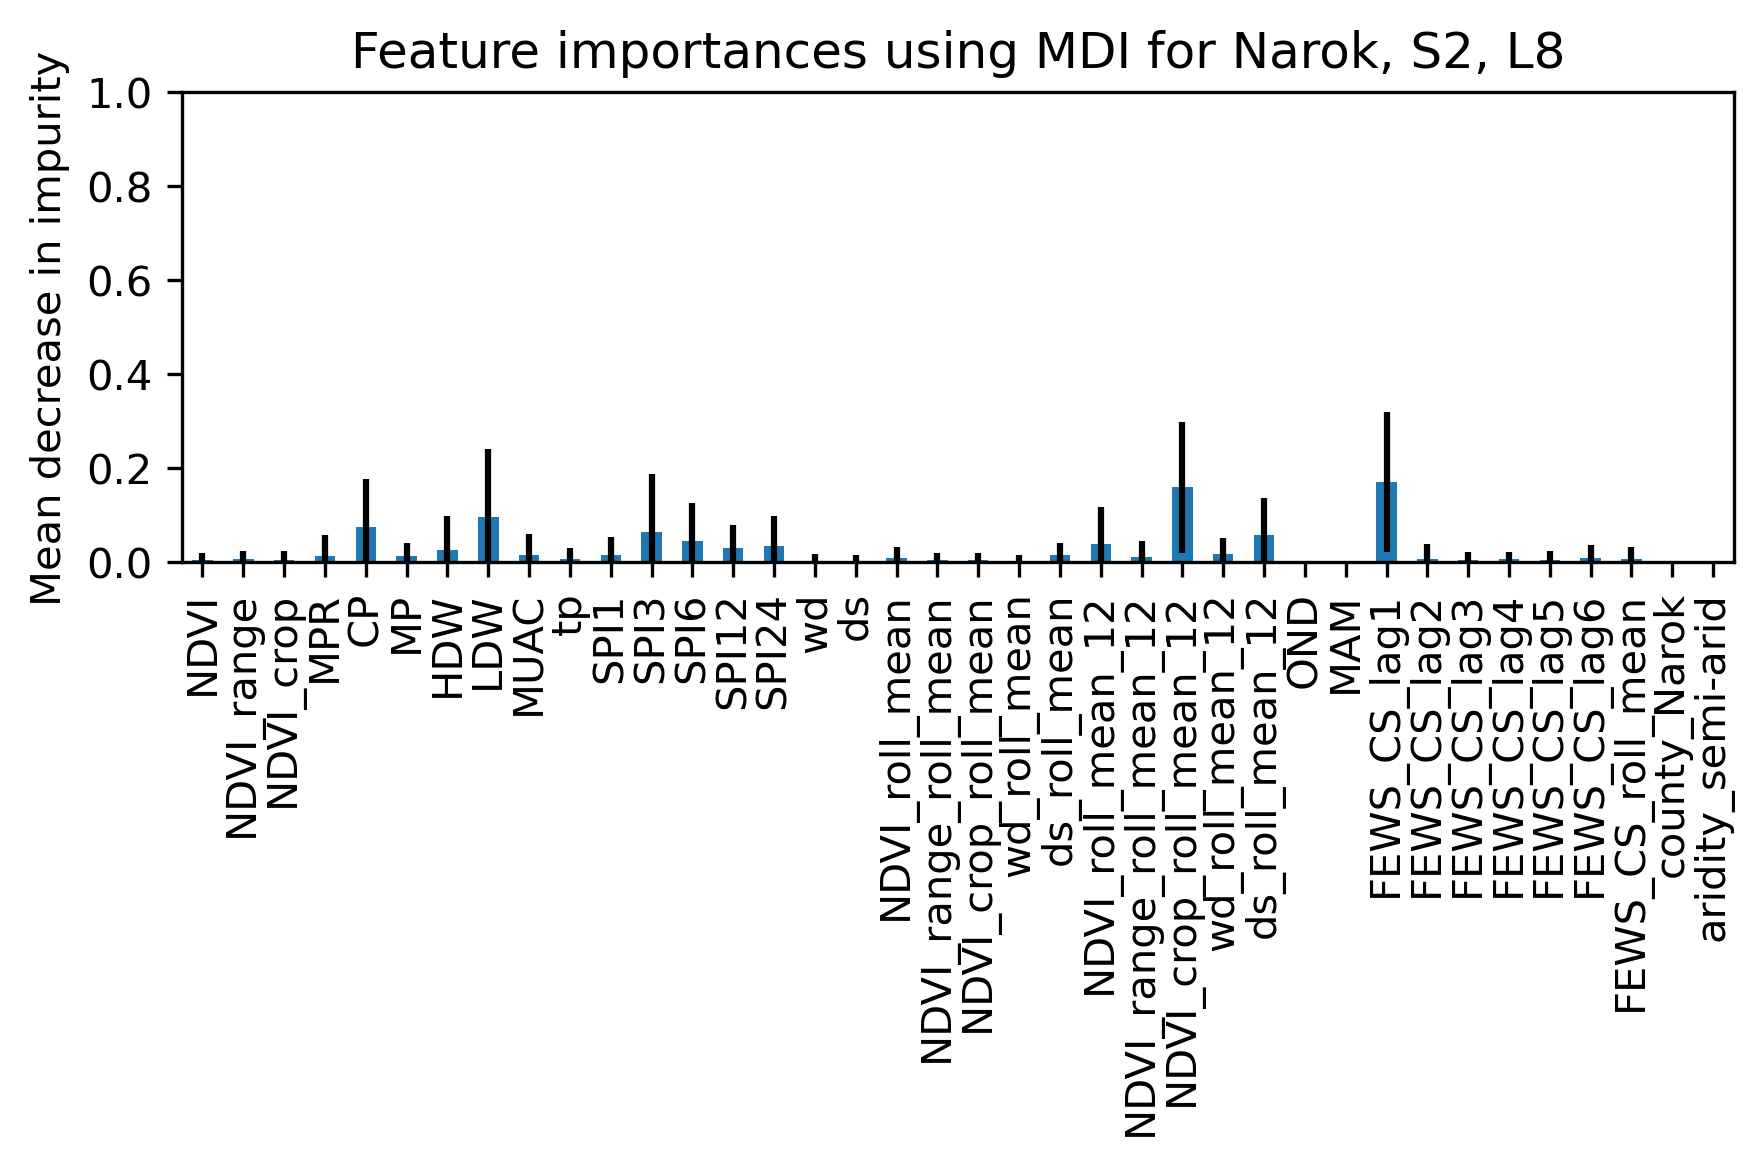 Feature importances using MDI for Narok, S2, L8
Mean decrease in impurity
1.0
0.8
0.6
0.4
0.2
0.0
NDVI
NDVI_range
NDVI_crop
MPR
CP
MP
HDW
LDW
MUAC
tp
SPI1
SPI3
SPI6
SPI12
SPI24
wd
ds
NDVI_roll_mean
NDVI_range_roll_mean
NDVI_crop_roll_mean
wd_roll_mean
ds_roll_mean
NDVI_roll_mean_12
NDVI_range_roll_mean_12
NDVI_crop_roll_mean_12
wd_roll_mean_12
ds_roll_mean_12
OND
MAM
FEWS_CS_lag1
FEWS_CS_lag2
FEWS_CS_lag3
FEWS_CS_lag4
FEWS_CS_lag5
FEWS_CS_lag6
FEWS_CS_roll_mean
county_Narok
aridity_semi-arid